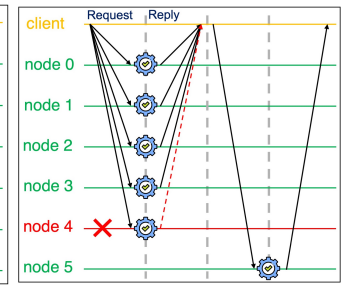 Request Reply
client
node 0
node 1
node 2
node 3
node 4
node 5